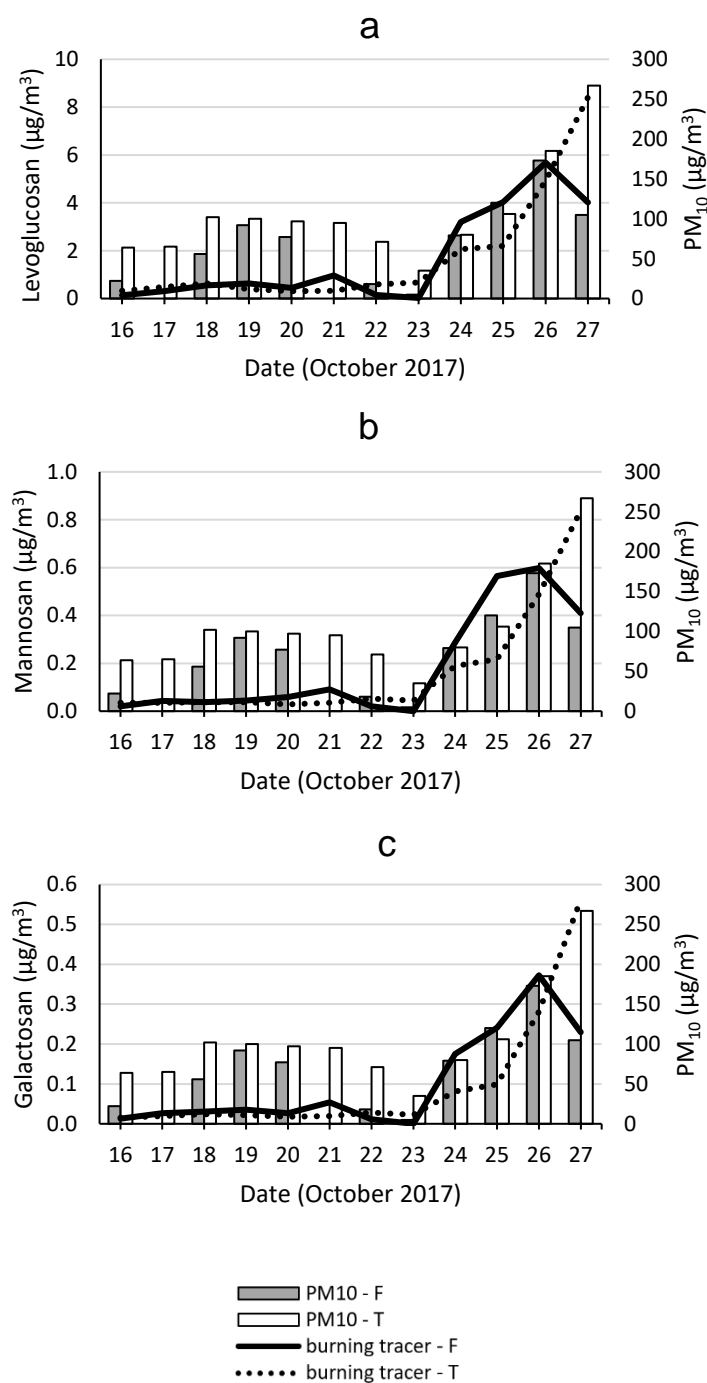 a
Levoglucosan (µg/m³)
10
8
6
4
2
0
300
250
200
150
100
50
0
PM₁₀ (µg/m³)
16 17 18 19 20 21 22 23 24 25 26 27
Date (October 2017)
b
Mannosan (µg/m³)
1.0
0.8
0.6
0.4
0.2
0.0
300
250
200
150
100
50
0
PM₁₀ (µg/m³)
16 17 18 19 20 21 22 23 24 25 26 27
Date (October 2017)
c
Galactosan (µg/m³)
0.6
0.5
0.4
0.3
0.2
0.1
0.0
300
250
200
150
100
50
0
PM₁₀ (µg/m³)
16 17 18 19 20 21 22 23 24 25 26 27
Date (October 2017)
PM10 - F
PM10 - T
burning tracer - F
burning tracer - T